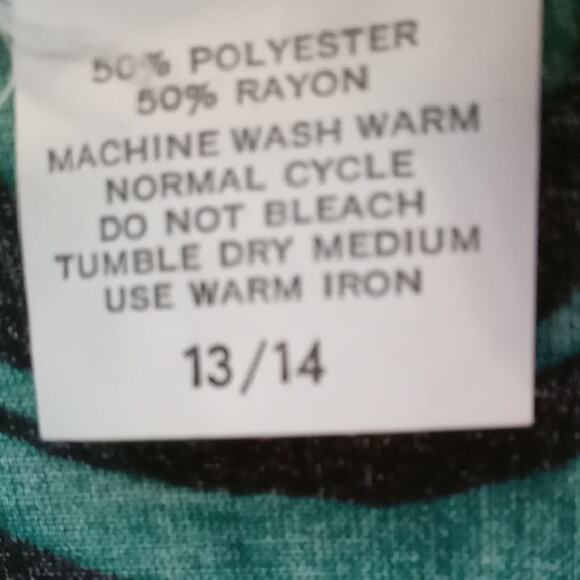 50% POLYESTER
50% RAYON
MACHINE WASH WARM
NORMAL CYCLE
DO NOT BLEACH
TUMBLE DRY MEDIUM
USE WARM IRON
13/14